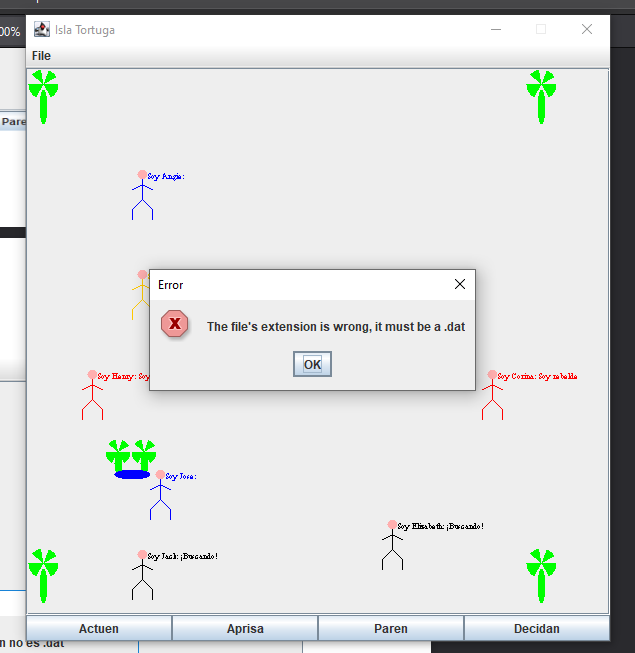 00%
Isla Tortuga
File
Pare
Soy Angie:
Error
The file's extension is wrong, it must be a .dat
OK
Soy Henry: Soy
Soy Corina: Soy rebelde
Soy Jose:
Soy Elisabeth: ¡Buscando!
Soy Jack: ¡Buscando!
Actuen Aprisa Paren Decidan
n no es .dat